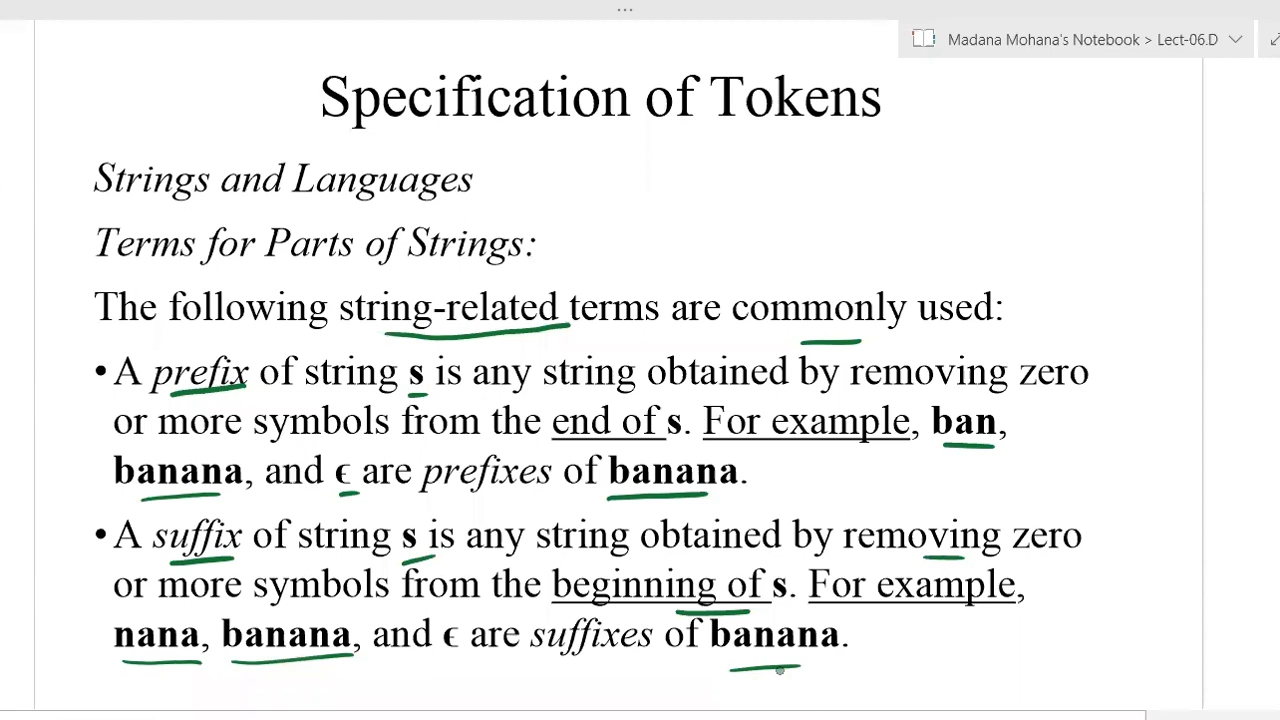 ...
Madana Mohana's Notebook > Lect-06.D
Specification of Tokens
Strings and Languages
Terms for Parts of Strings:
The following string-related terms are commonly used:
• A prefix of string s is any string obtained by removing zero
or more symbols from the end of s. For example, ban,
banana, and ϵ are prefixes of banana.
• A suffix of string s is any string obtained by removing zero
or more symbols from the beginning of s. For example,
nana, banana, and ϵ are suffixes of banana.